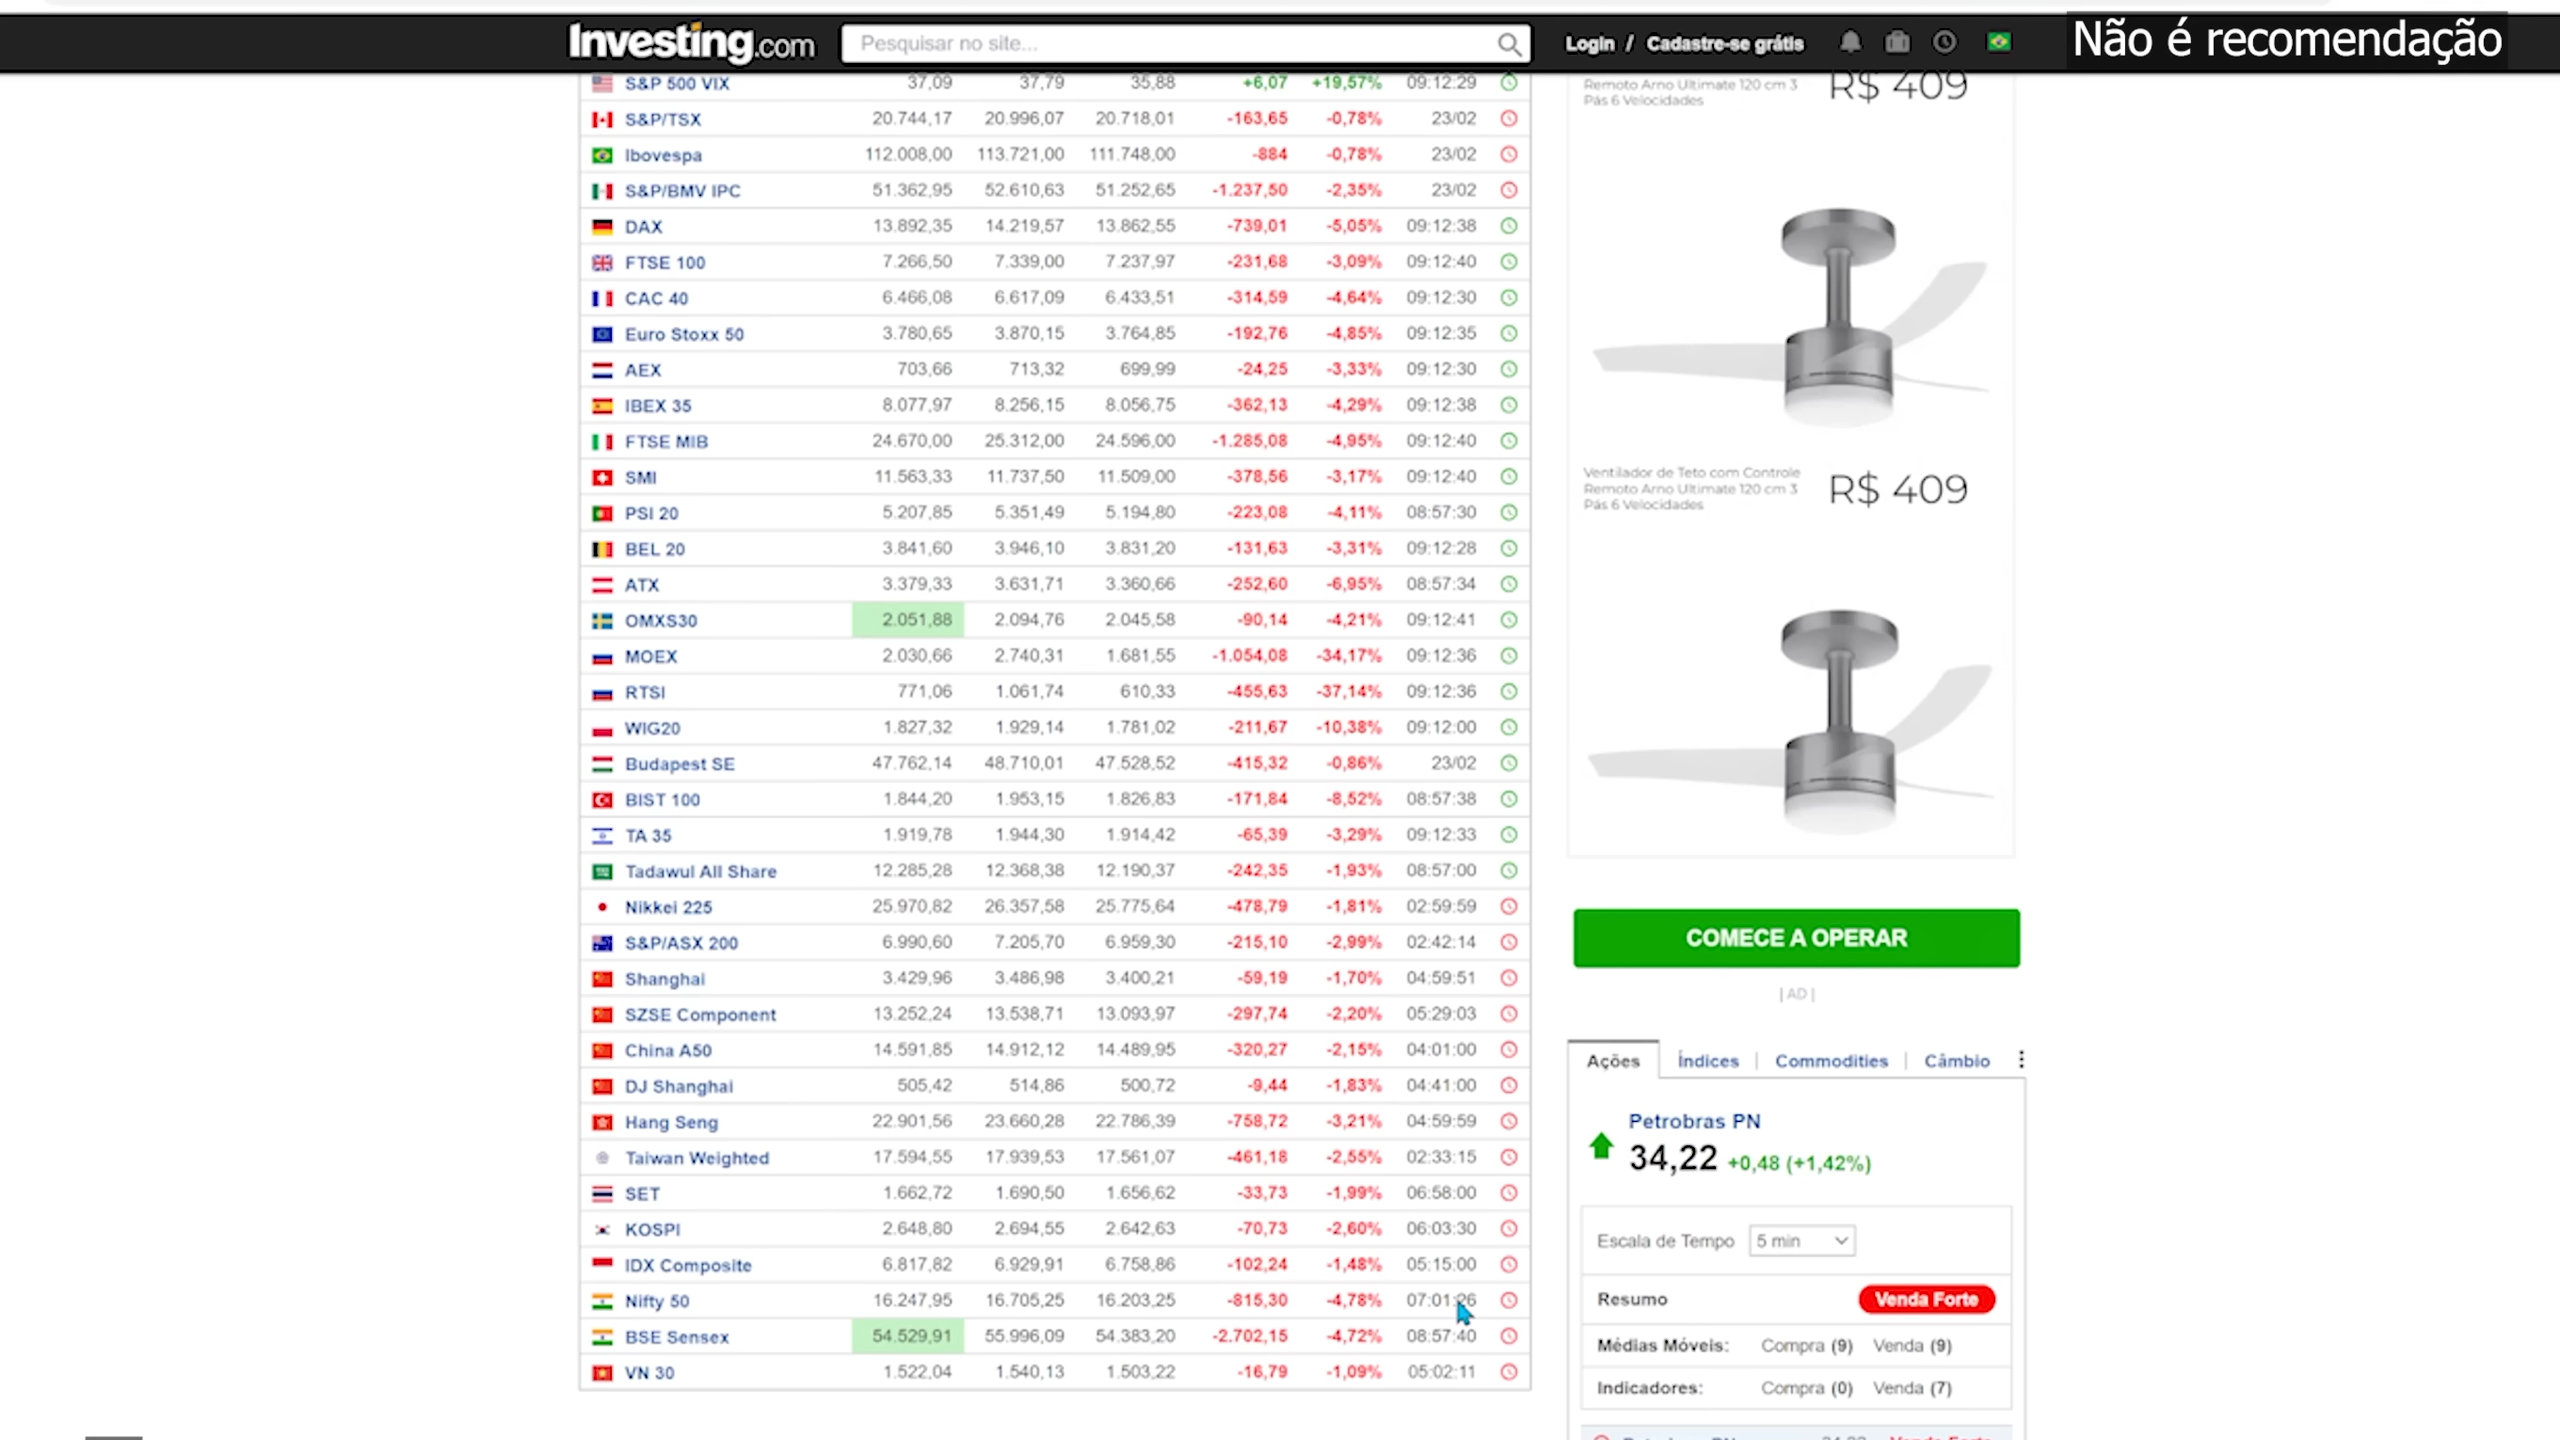 Investing.com
Pesquisar no site...
Login / Cadastre-se grátis
Não é recomendação
S&P 500 VIX 37,09 37,79 35,88 +6,07 +19,57% 09:12:29
S&P/TSX 20.744,17 20.996,07 20.718,01 -163,65 -0,78% 23/02
Ibovespa 112.008,00 113.721,00 111.748,00 -884 -0,78% 23/02
S&P/BMV IPC 51.362,95 52.610,63 51.252,65 -1.237,50 -2,35% 23/02
DAX 13.892,35 14.219,57 13.862,55 -739,01 -5,05% 09:12:38
FTSE 100 7.266,50 7.339,00 7.237,97 -231,68 -3,09% 09:12:40
CAC 40 6.466,08 6.617,09 6.433,51 -314,59 -4,64% 09:12:30
Euro Stoxx 50 3.780,65 3.870,15 3.764,85 -192,76 -4,85% 09:12:35
AEX 703,66 713,32 699,99 -24,25 -3,33% 09:12:30
IBEX 35 8.077,97 8.256,15 8.056,75 -362,13 -4,29% 09:12:38
FTSE MIB 24.670,00 25.312,00 24.596,00 -1.285,08 -4,95% 09:12:40
SMI 11.563,33 11.737,50 11.509,00 -378,56 -3,17% 09:12:40
PSI 20 5.207,85 5.351,49 5.194,80 -223,08 -4,11% 08:57:30
BEL 20 3.841,60 3.946,10 3.831,20 -131,63 -3,31% 09:12:28
ATX 3.379,33 3.631,71 3.360,66 -252,60 -6,95% 08:57:34
OMXS30 2.051,88 2.094,76 2.045,58 -90,14 -4,21% 09:12:41
MOEX 2.030,66 2.740,31 1.681,55 -1.054,08 -34,17% 09:12:36
RTSI 771,06 1.061,74 610,33 -455,63 -37,14% 09:12:36
WIG20 1.827,32 1.929,14 1.781,02 -211,67 -10,38% 09:12:00
Budapest SE 47.762,14 48.710,01 47.528,52 -415,32 -0,86% 23/02
BIST 100 1.844,20 1.953,15 1.826,83 -171,84 -8,52% 08:57:38
TA 35 1.919,78 1.944,30 1.914,42 -65,39 -3,29% 09:12:33
Tadawul All Share 12.285,28 12.368,38 12.190,37 -242,35 -1,93% 08:57:00
Nikkei 225 25.970,82 26.357,58 25.775,64 -478,79 -1,81% 02:59:59
S&P/ASX 200 6.990,60 7.205,70 6.959,30 -215,10 -2,99% 02:42:14
Shanghai 3.429,96 3.486,98 3.400,21 -59,19 -1,70% 04:59:51
SZSE Component 13.252,24 13.538,71 13.093,97 -297,74 -2,20% 05:29:03
China A50 14.591,85 14.912,12 14.489,95 -320,27 -2,15% 04:01:00
DJ Shanghai 505,42 514,86 500,72 -9,44 -1,83% 04:41:00
Hang Seng 22.901,56 23.660,28 22.786,39 -758,72 -3,21% 04:59:59
Taiwan Weighted 17.594,55 17.939,53 17.561,07 -461,18 -2,55% 02:33:15
SET 1.662,72 1.690,50 1.656,62 -33,73 -1,99% 06:58:00
KOSPI 2.648,80 2.694,55 2.642,63 -70,73 -2,60% 06:03:30
IDX Composite 6.817,82 6.929,91 6.758,86 -102,24 -1,48% 05:15:00
Nifty 50 16.247,95 16.705,25 16.203,25 -815,30 -4,78% 07:01:26
BSE Sensex 54.529,91 55.996,09 54.383,20 -2.702,15 -4,72% 08:57:40
VN 30 1.522,04 1.540,13 1.503,22 -16,79 -1,09% 05:02:11
Remoto Arno Ultimate 120 cm 3
Pás 6 Velocidades
R$ 409
Ventilador de Teto com Controle
Remoto Arno Ultimate 120 cm 3
Pás 6 Velocidades
R$ 409
COMECE A OPERAR
| AD |
Ações Índices | Commodities | Câmbio
Petrobras PN
34,22 +0,48 (+1,42%)
Escala de Tempo 5 min
Resumo Venda Forte
Médias Móveis: Compra (9) Venda (9)
Indicadores: Compra (0) Venda (7)